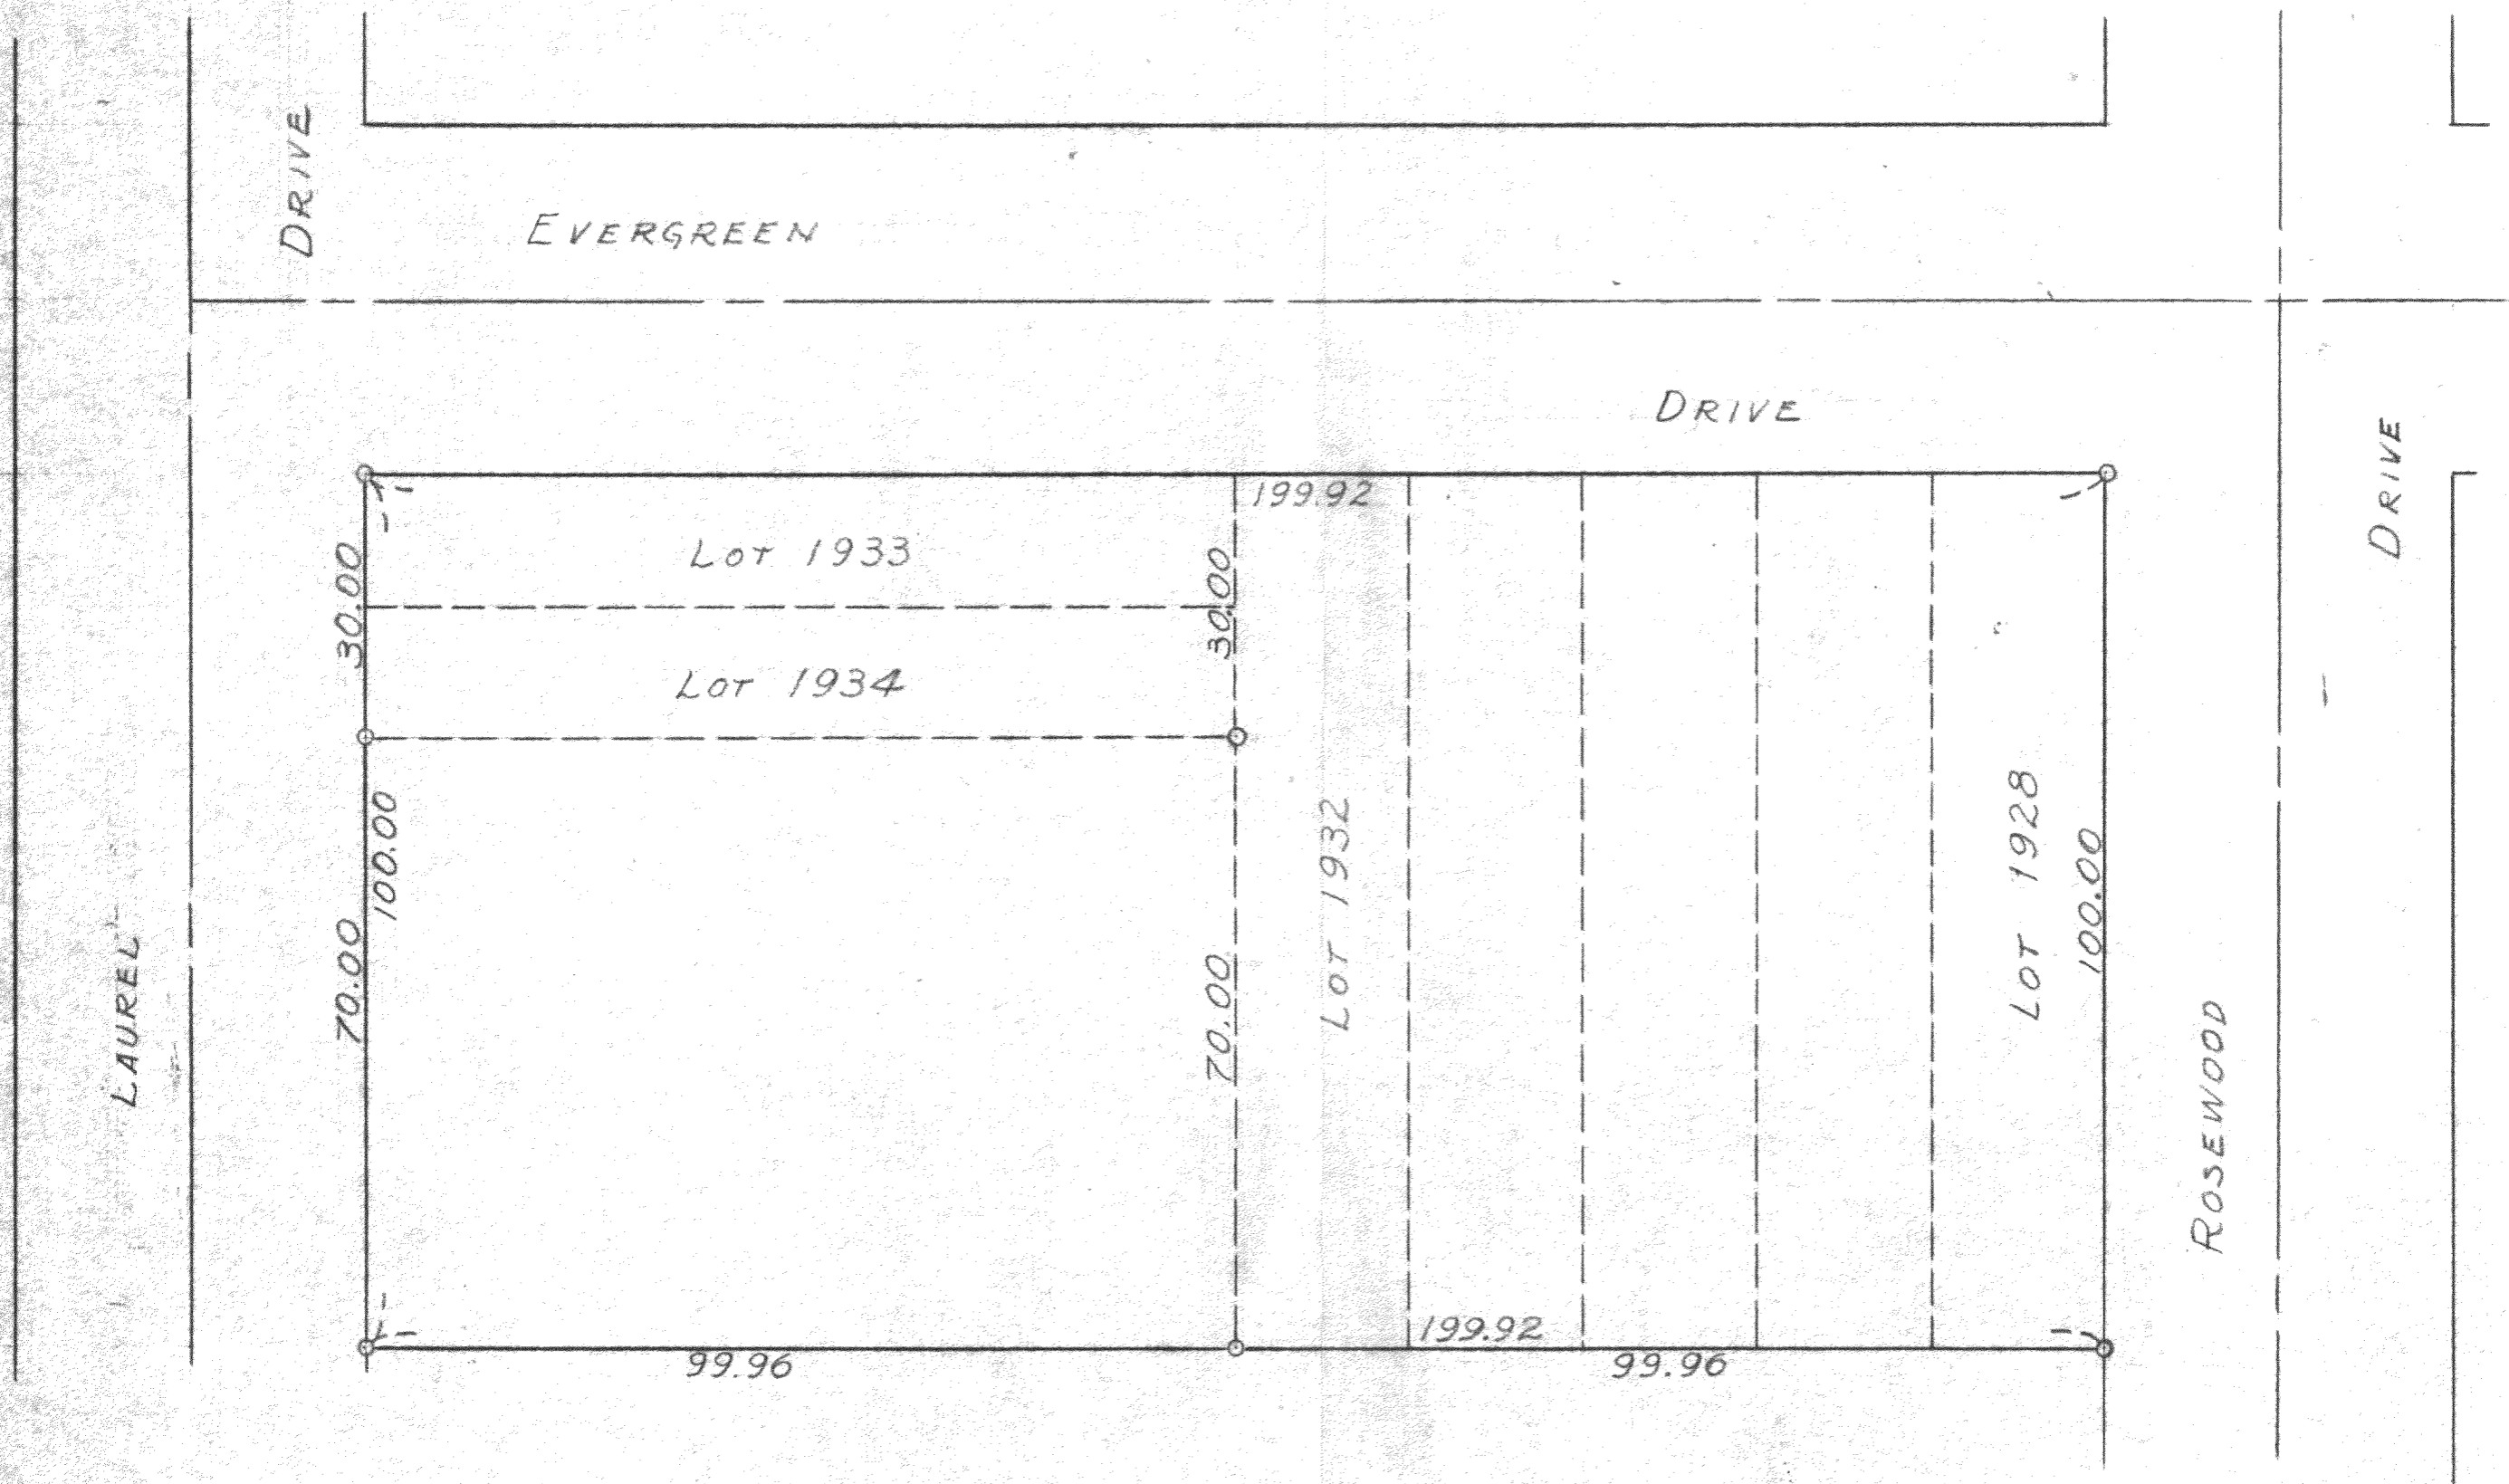 DRIVE
EVERGREEN
DRIVE
DRIVE
199.92
LOT 1933
30.00
30.00
LOT 1934
100.00
70.00
LAUREL
70.00
LOT 1932
LOT 1928
100.00
ROSEWOOD
199.92
99.96
99.96